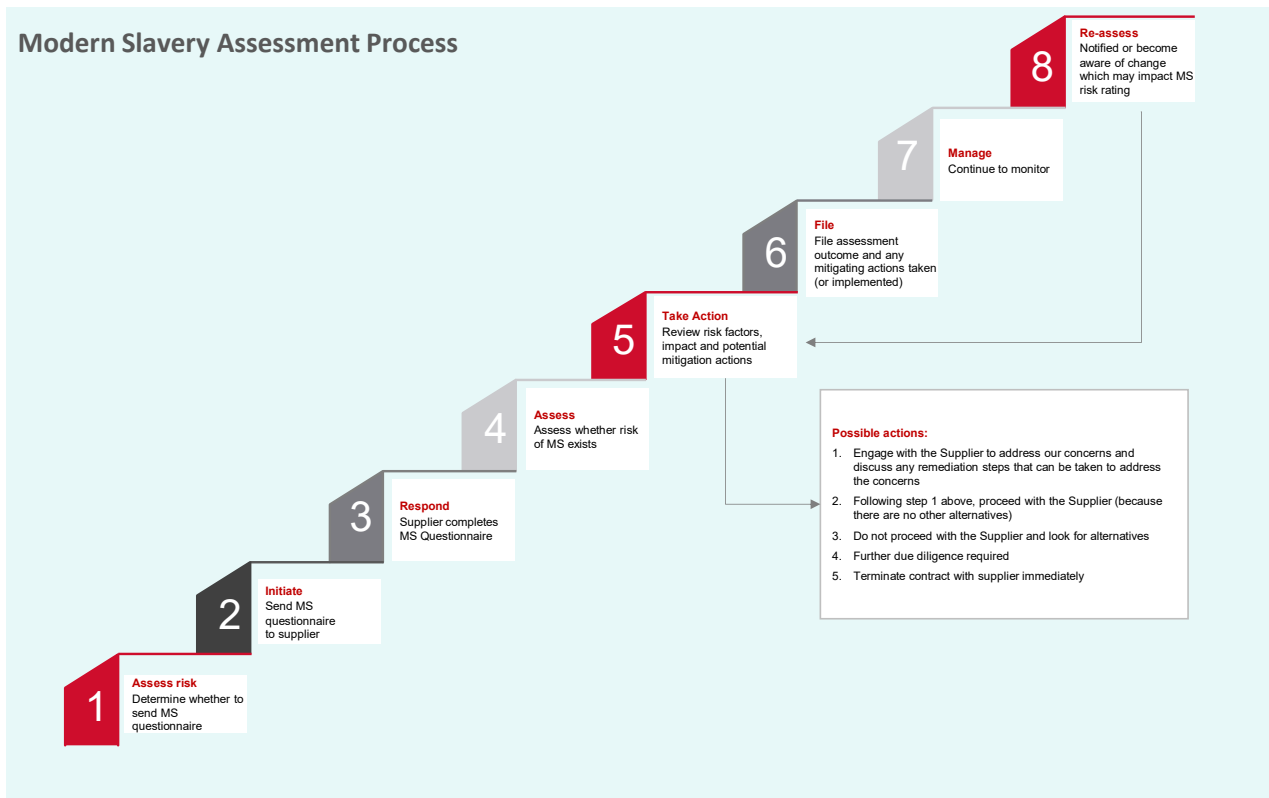 Modern Slavery Assessment Process
8
Re-assess
Notified or become
aware of change
which may impact MS
risk rating
7
Manage
Continue to monitor
6
File
File assessment
outcome and any
mitigating actions taken
(or implemented)
5
Take Action
Review risk factors,
impact and potential
mitigation actions
4
Assess
Assess whether risk
of MS exists
3
Respond
Supplier completes
MS Questionnaire
2
Initiate
Send MS
questionnaire
to supplier
1
Assess risk
Determine whether to
send MS
questionnaire
Possible actions:
1. Engage with the Supplier to address our concerns and
discuss any remediation steps that can be taken to address
the concerns
2. Following step 1 above, proceed with the Supplier (because
there are no other alternatives)
3. Do not proceed with the Supplier and look for alternatives
4. Further due diligence required
5. Terminate contract with supplier immediately